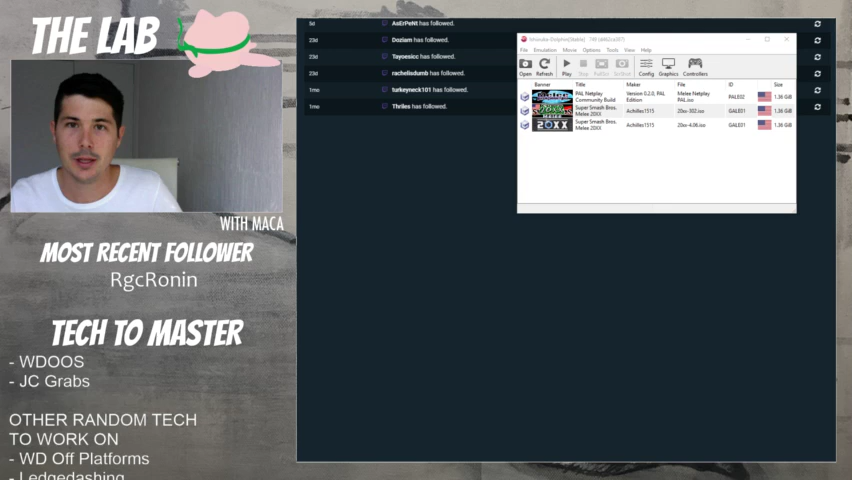 THE LAB
WITH MACA
MOST RECENT FOLLOWER
RgcRonin
TECH TO MASTER
- WDOOS
- JC Grabs
OTHER RANDOM TECH
TO WORK ON
- WD Off Platforms
- Ledgedashing
5d AsErPeNt has followed.
23d Doziam has followed.
23d Tayoesicc has followed.
23d rachelisdumb has followed.
1mo turkeyneck101 has followed.
1mo Thriles has followed.
File Emulation Movie Options Tools View Help
Open Refresh Play Stop FullScr ScrShot Config Graphics Controllers
Banner Title Maker File ID Size
PAL Netplay Community Build Version 0.2.0, PAL Edition Melee Netplay PAL.iso 1.36 GiB
Super Smash Bros. Melee 20XX Achilles1515 20xx-302.iso GALE01 1.36 GiB
Super Smash Bros. Melee 20XX Achilles1515 20xx-4.06.iso GALE01 1.36 GiB
20XX